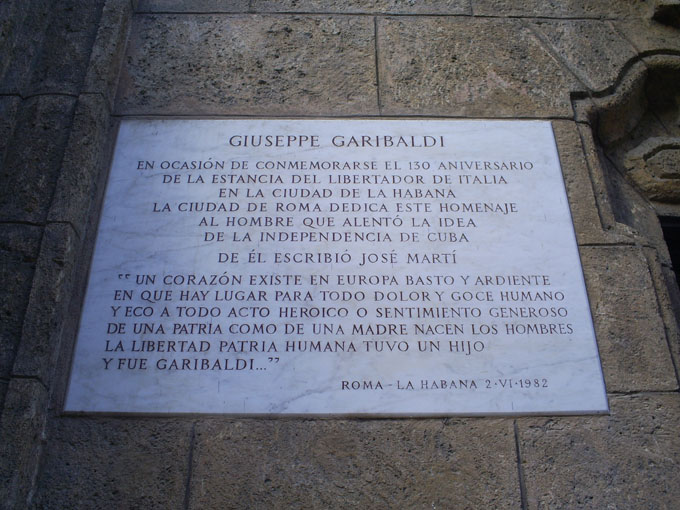 GIUSEPPE GARIBALDI
EN OCASIÓN DE CONMEMORARSE EL 130 ANIVERSARIO
DE LA ESTANCIA DEL LIBERTADOR DE ITALIA
EN LA CIUDAD DE LA HABANA
LA CIUDAD DE ROMA DEDICA ESTE HOMENAJE
AL HOMBRE QUE ALENTÓ LA IDEA
DE LA INDEPENDENCIA DE CUBA
DE ÉL ESCRIBIÓ JOSÉ MARTÍ
“UN CORAZÓN EXISTE EN EUROPA BASTO Y ARDIENTE
EN QUE HAY LUGAR PARA TODO DOLOR Y GOCE HUMANO
Y ECO A TODO ACTO HEROICO O SENTIMIENTO GENEROSO
DE UNA PATRIA COMO DE UNA MADRE NACEN LOS HOMBRES
LA LIBERTAD PATRIA HUMANA TUVO UN HIJO
Y FUE GARIBALDI...”
ROMA - LA HABANA 2·VI·1982